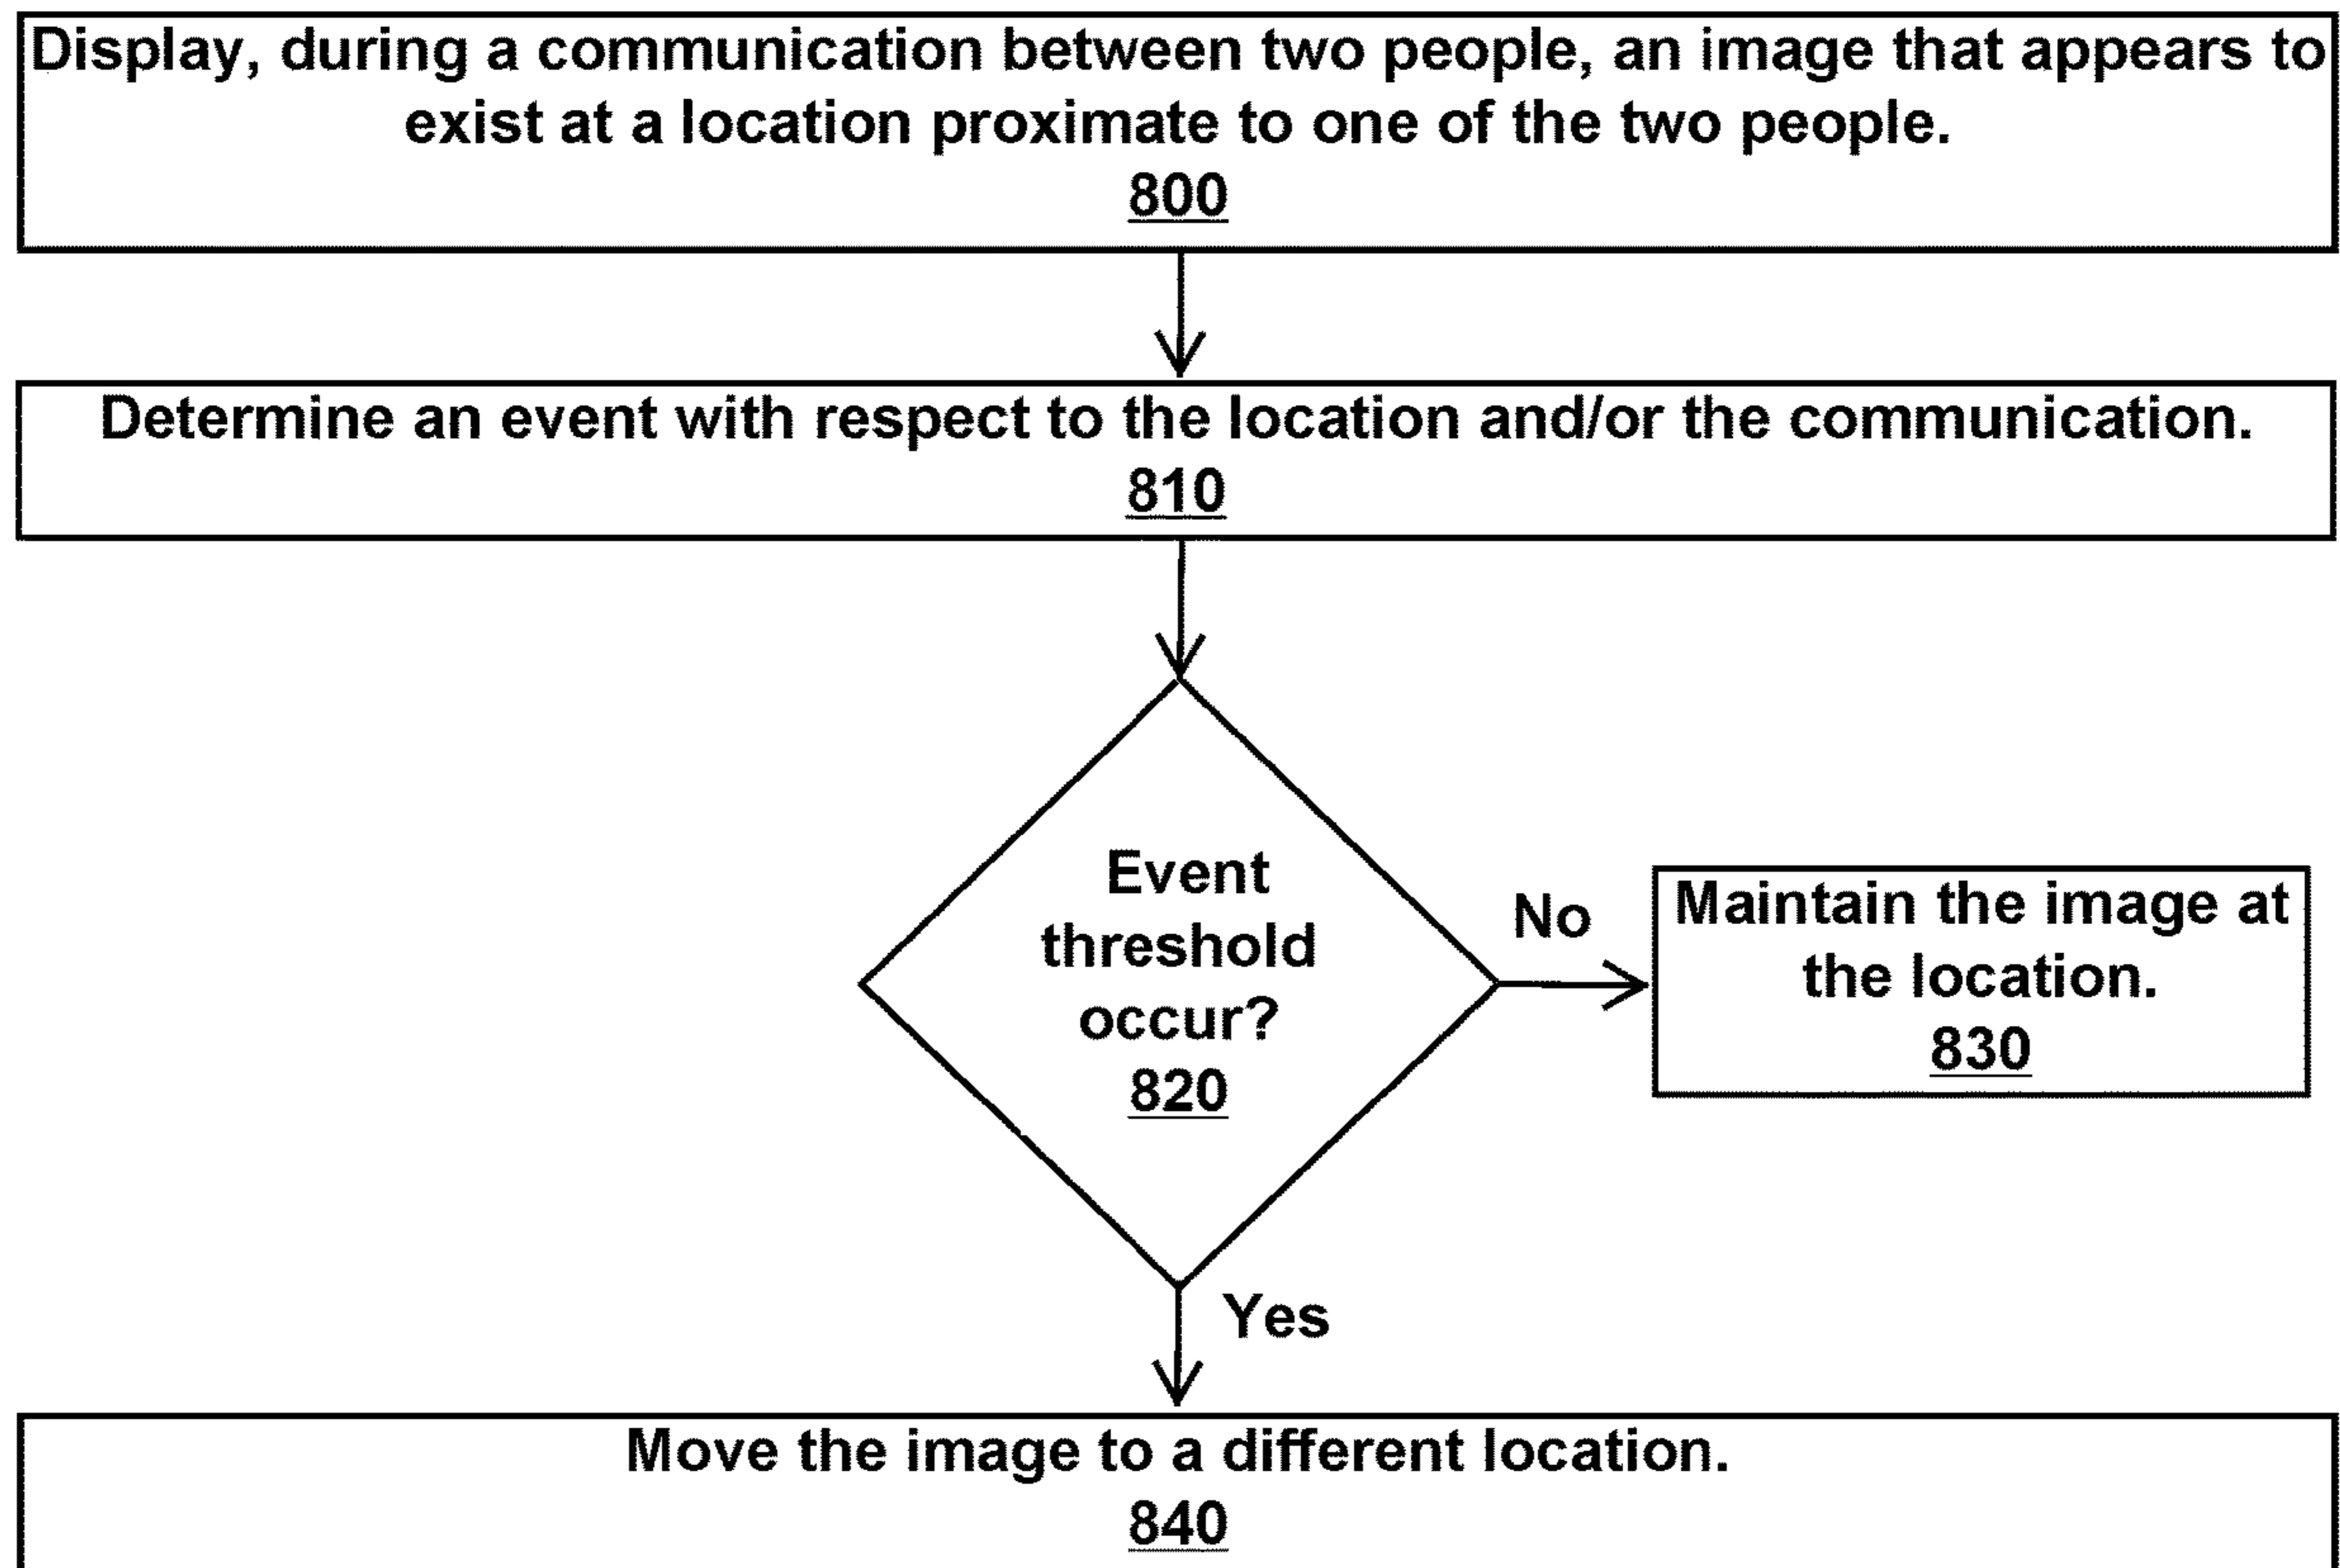 Display, during a communication between two people, an image that appears to
exist at a location proximate to one of the two people.
800
Determine an event with respect to the location and/or the communication.
810
Event
threshold
occur?
820
No
Maintain the image at
the location.
830
Yes
Move the image to a different location.
840